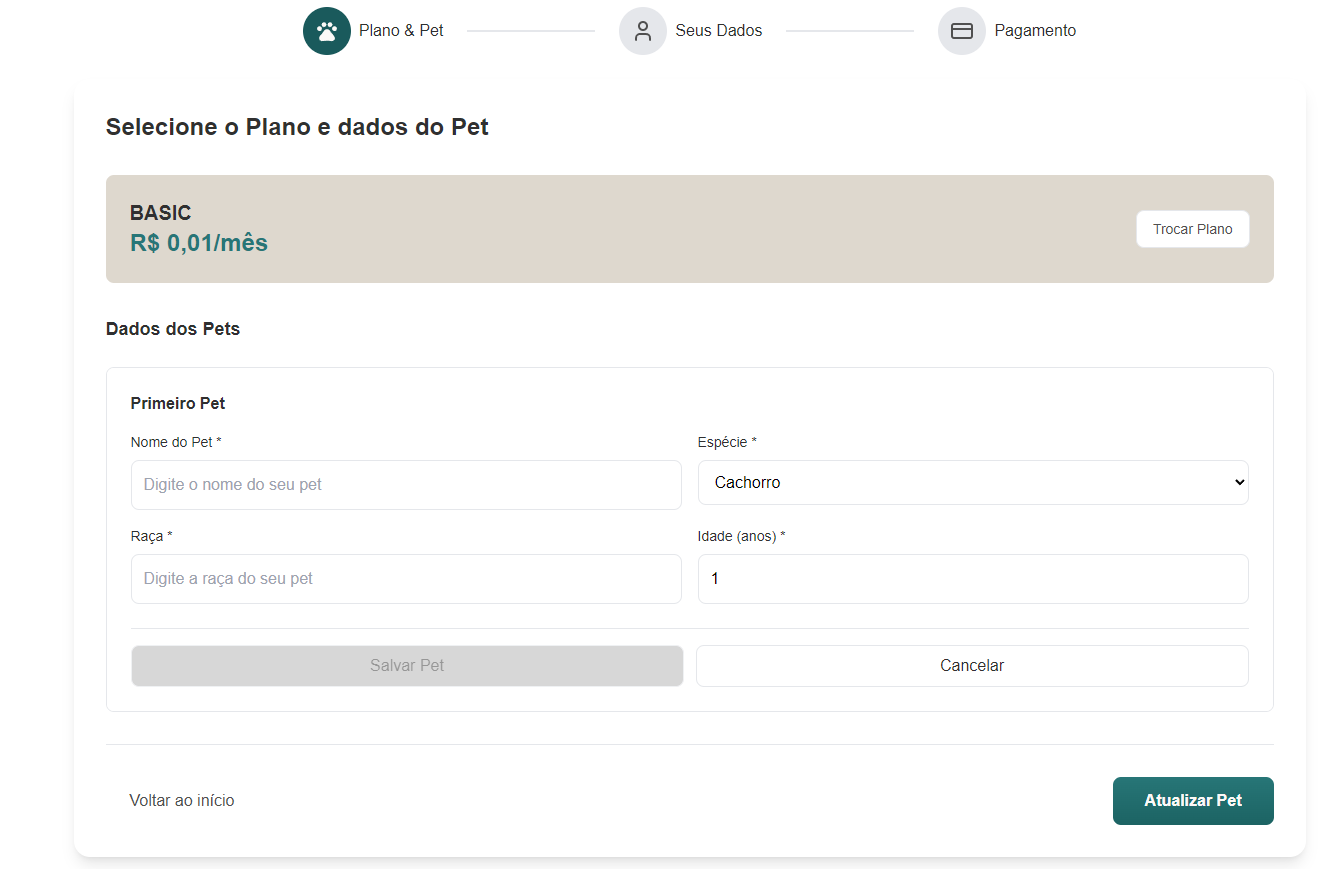 Plano & Pet
Seus Dados
Pagamento
Selecione o Plano e dados do Pet
BASIC
R$ 0,01/mês
Trocar Plano
Dados dos Pets
Primeiro Pet
Nome do Pet *
Espécie *
Digite o nome do seu pet
Cachorro
Raça *
Idade (anos) *
Digite a raça do seu pet
1
Salvar Pet
Cancelar
Voltar ao início
Atualizar Pet